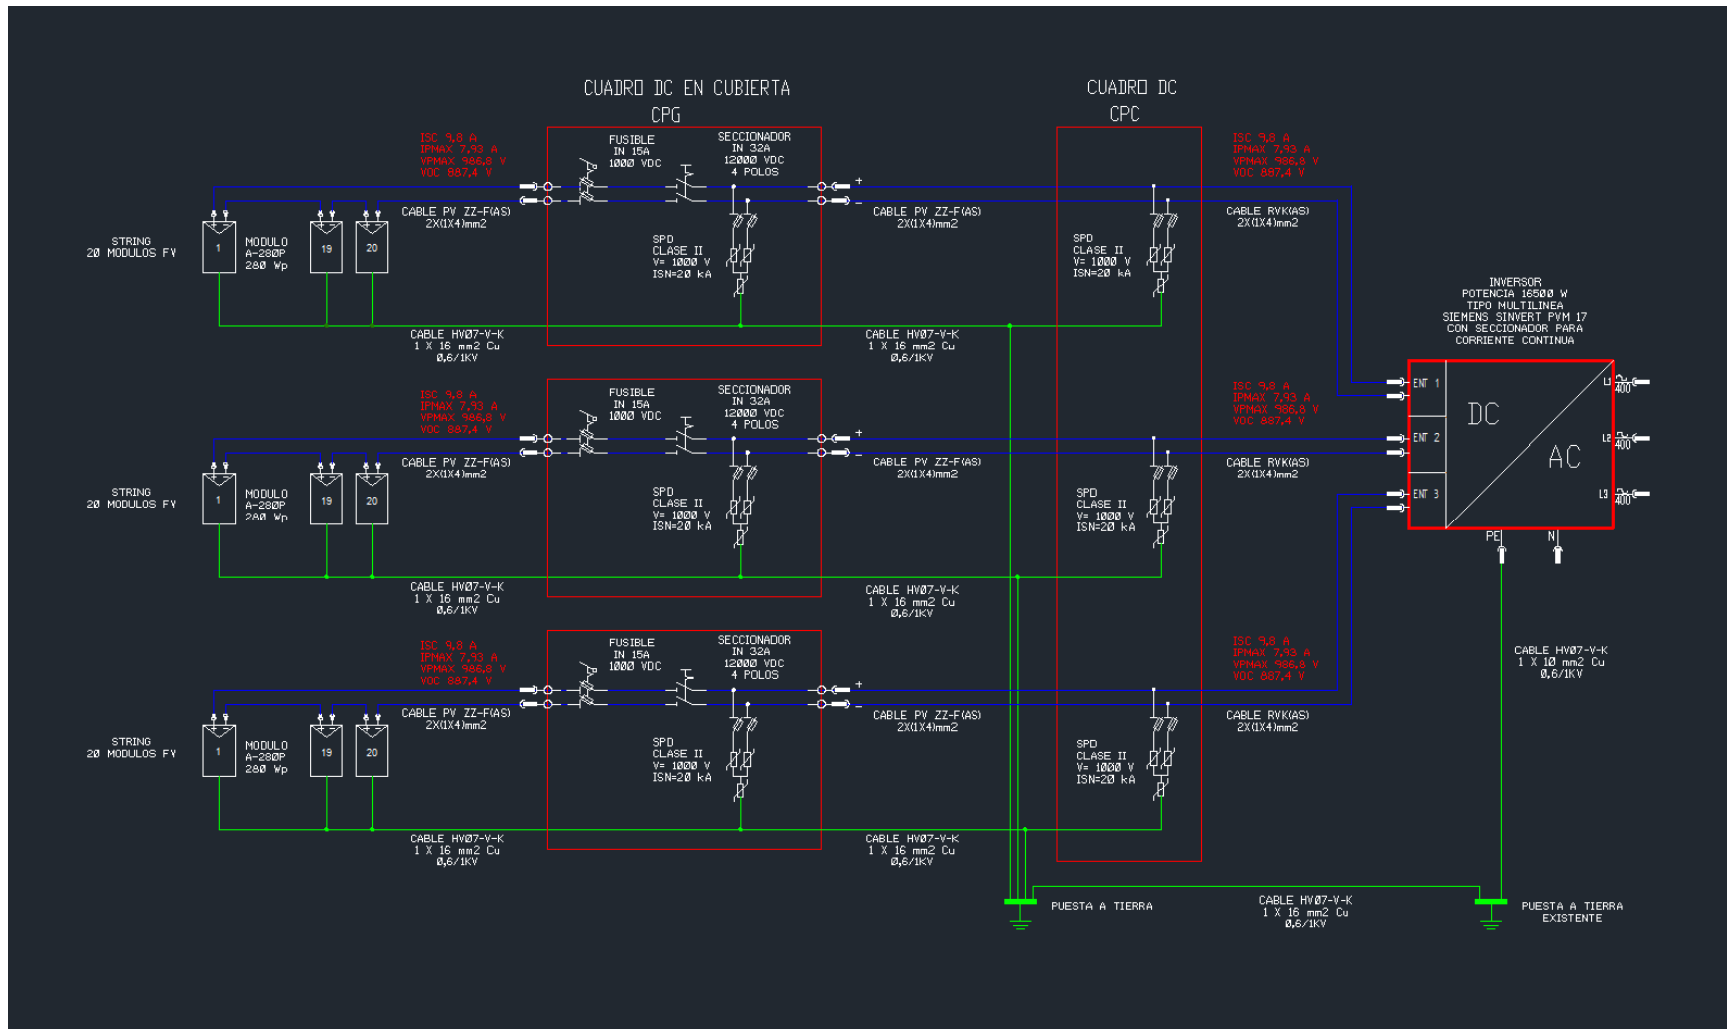 CUADRO DC EN CUBIERTA
CPG
CUADRO DC
CPC
ISC 9,8 A
IPMAX 7,93 A
VPMAX 986,8 V
VOC 887,4 V
FUSIBLE
IN 15A
1000 VDC
SECCIONADOR
IN 32A
12000 VDC
4 POLOS
ISC 9,8 A
IPMAX 7,93 A
VPMAX 986,8 V
VOC 887,4 V
+
-
CABLE PV ZZ-F(AS)
2X(1X4)mm2
CABLE PV ZZ-F(AS)
2X(1X4)mm2
CABLE RVK(AS)
2X(1X4)mm2
STRING
20 MODULOS FV
1
MODULO
A-280P
280 Wp
19
20
SPD
CLASE II
V= 1000 V
ISN=20 kA
SPD
CLASE II
V= 1000 V
ISN=20 kA
CABLE HV07-V-K
1 X 16 mm2 Cu
0,6/1KV
CABLE HV07-V-K
1 X 16 mm2 Cu
0,6/1KV
INVERSOR
POTENCIA 16500 W
TIPO MULTILINEA
SIEMENS SINVERT PVM 17
CON SECCIONADOR PARA
CORRIENTE CONTINUA
ISC 9,8 A
IPMAX 7,93 A
VPMAX 986,8 V
VOC 887,4 V
FUSIBLE
IN 15A
1000 VDC
SECCIONADOR
IN 32A
12000 VDC
4 POLOS
ISC 9,8 A
IPMAX 7,93 A
VPMAX 986,8 V
VOC 887,4 V
+
-
CABLE PV ZZ-F(AS)
2X(1X4)mm2
CABLE PV ZZ-F(AS)
2X(1X4)mm2
CABLE RVK(AS)
2X(1X4)mm2
ENT 1
ENT 2
ENT 3
DC
AC
L1
400
L2
400
L3
400
PE
N
STRING
20 MODULOS FV
1
MODULO
A-280P
280 Wp
19
20
SPD
CLASE II
V= 1000 V
ISN=20 kA
SPD
CLASE II
V= 1000 V
ISN=20 kA
CABLE HV07-V-K
1 X 16 mm2 Cu
0,6/1KV
CABLE HV07-V-K
1 X 16 mm2 Cu
0,6/1KV
ISC 9,8 A
IPMAX 7,93 A
VPMAX 986,8 V
VOC 887,4 V
FUSIBLE
IN 15A
1000 VDC
SECCIONADOR
IN 32A
12000 VDC
4 POLOS
ISC 9,8 A
IPMAX 7,93 A
VPMAX 986,8 V
VOC 887,4 V
+
-
CABLE PV ZZ-F(AS)
2X(1X4)mm2
CABLE PV ZZ-F(AS)
2X(1X4)mm2
CABLE RVK(AS)
2X(1X4)mm2
CABLE HV07-V-K
1 X 10 mm2 Cu
0,6/1KV
STRING
20 MODULOS FV
1
MODULO
A-280P
280 Wp
19
20
SPD
CLASE II
V= 1000 V
ISN=20 kA
SPD
CLASE II
V= 1000 V
ISN=20 kA
CABLE HV07-V-K
1 X 16 mm2 Cu
0,6/1KV
CABLE HV07-V-K
1 X 16 mm2 Cu
0,6/1KV
PUESTA A TIERRA
CABLE HV07-V-K
1 X 16 mm2 Cu
0,6/1KV
PUESTA A TIERRA
EXISTENTE